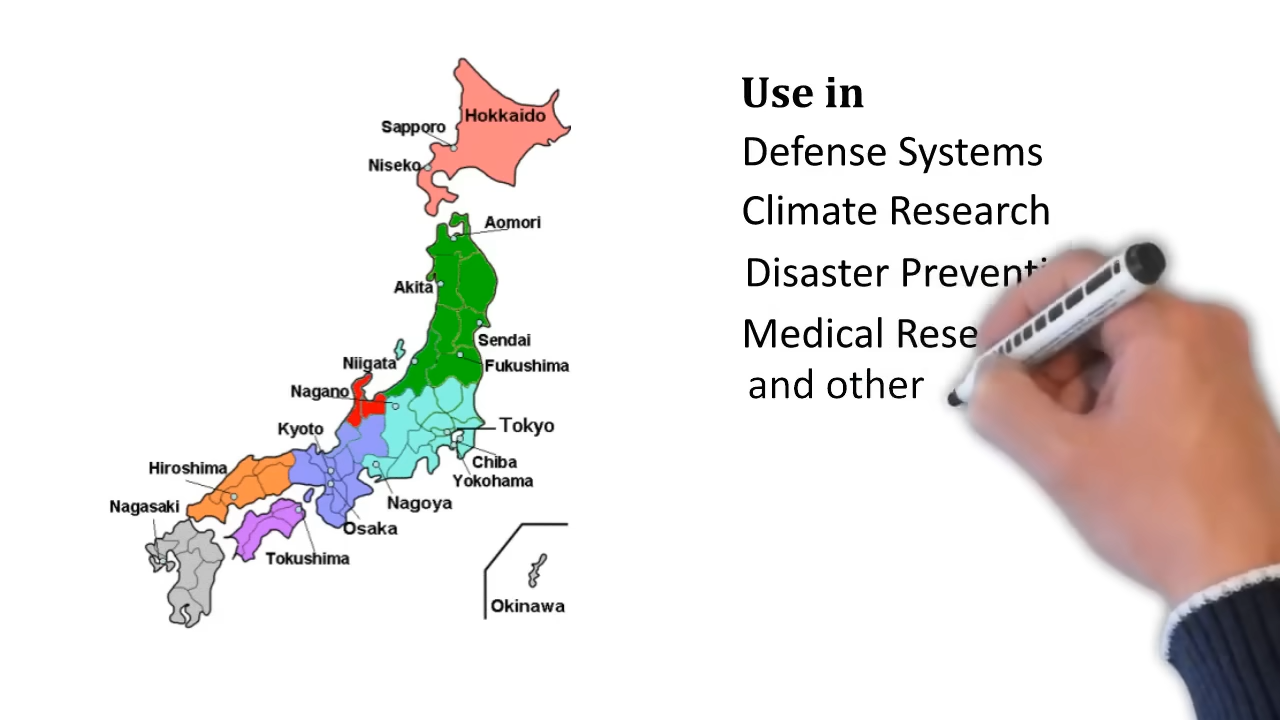 Hokkaido
Sapporo
Niseko
Aomori
Akita
Sendai
Niigata
Fukushima
Nagano
Tokyo
Kyoto
Chiba
Hiroshima
Yokohama
Nagasaki
Nagoya
Osaka
Tokushima
Okinawa
Use in
Defense Systems
Climate Research
Disaster Preventi
Medical Rese
and other